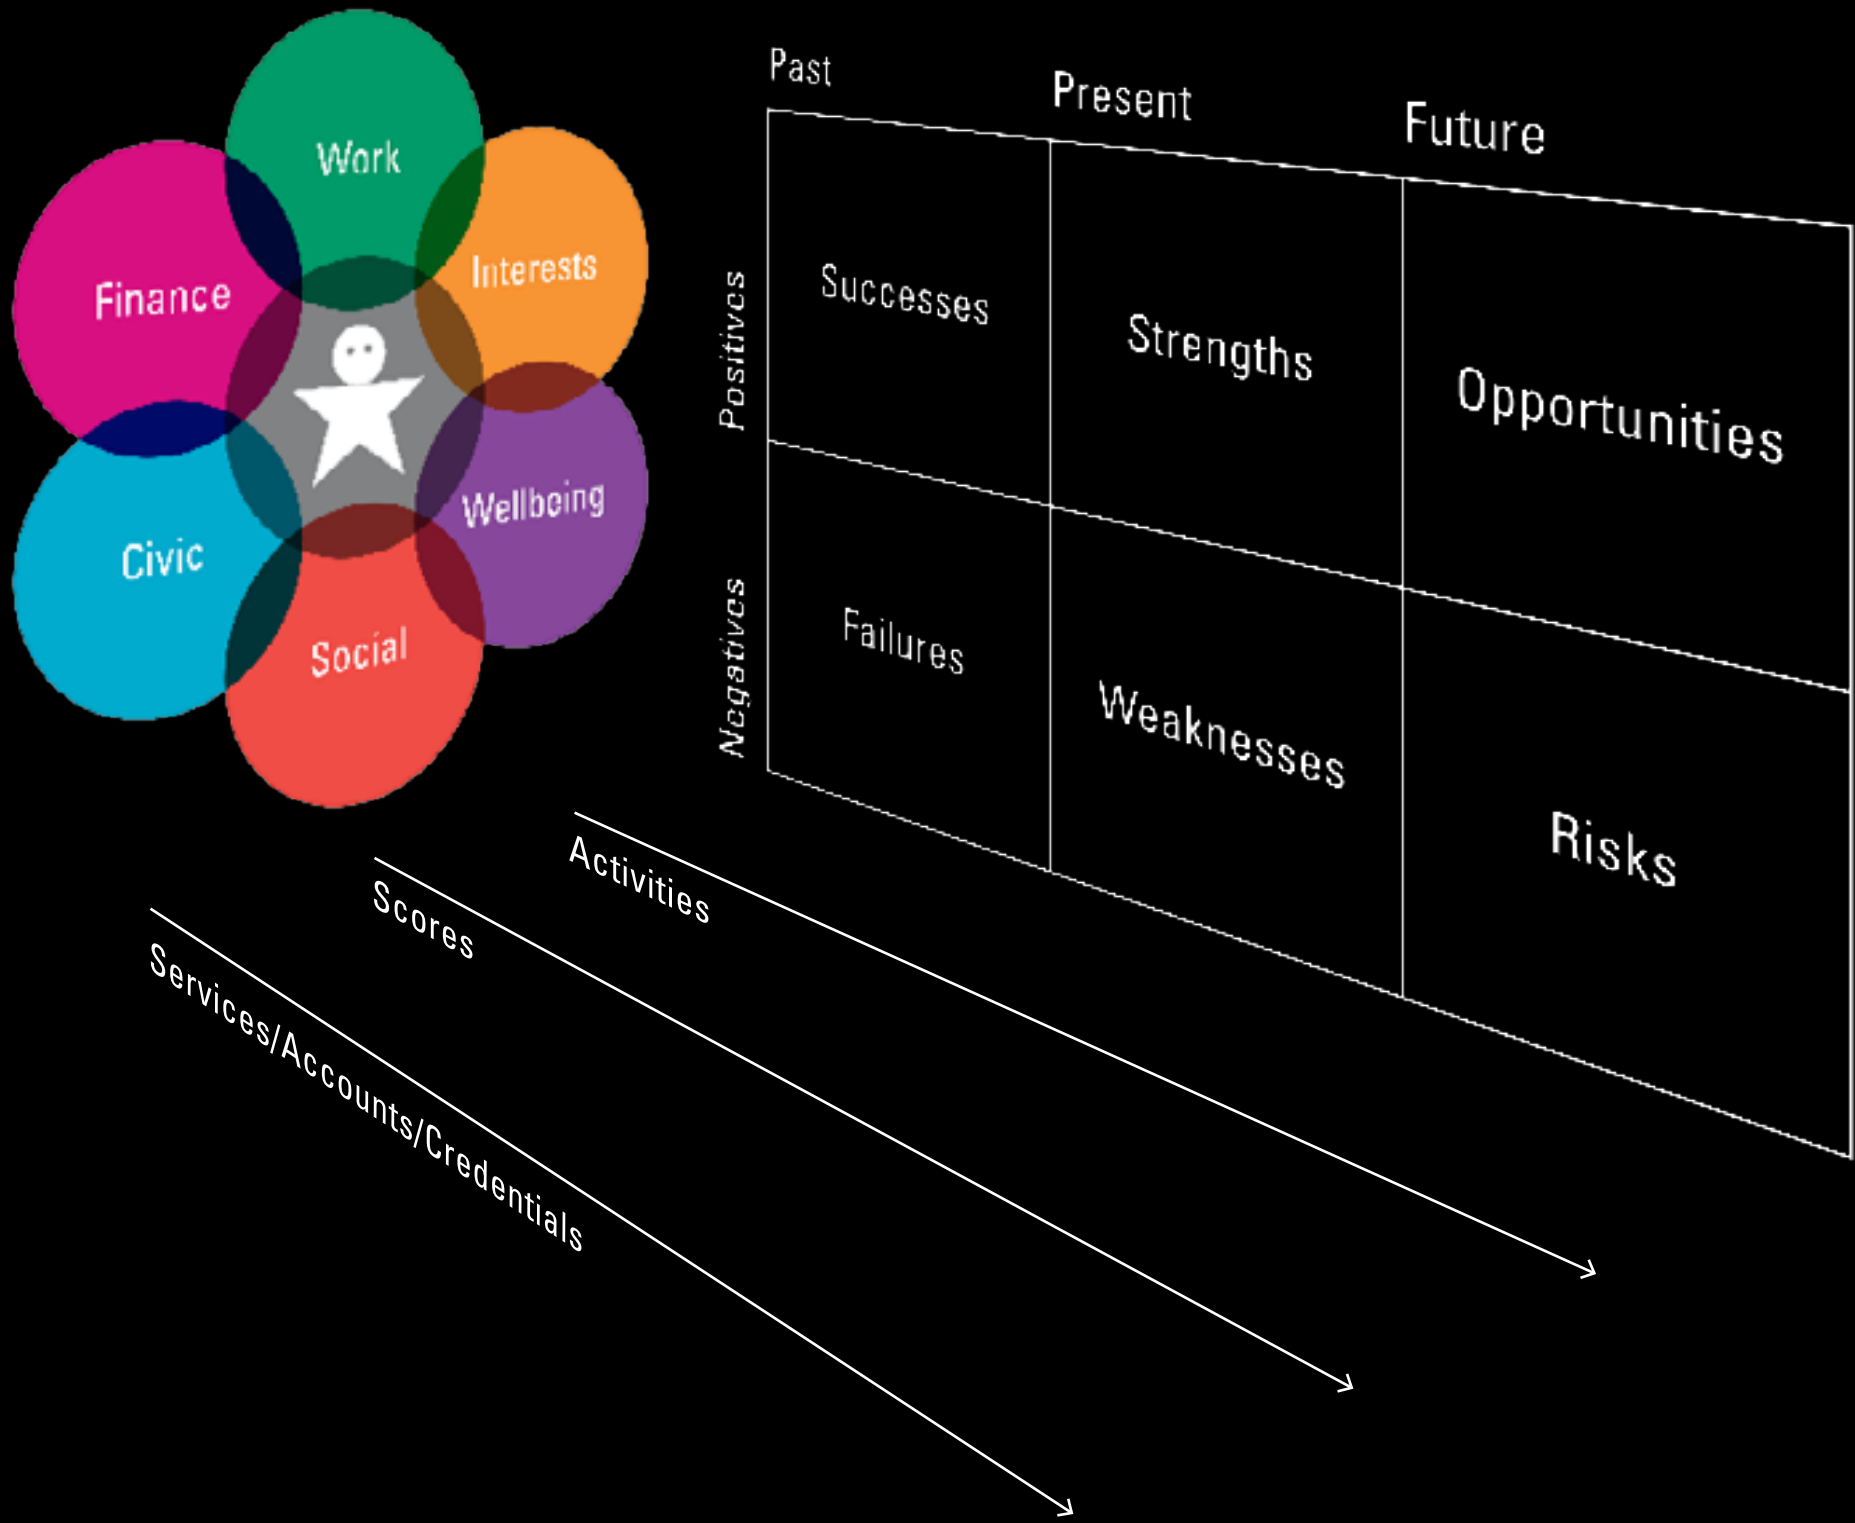 Work
Interests
Finance
Wellbeing
Civic
Social
Past
Present
Future
Positives
Successes
Strengths
Opportunities
Negatives
Failures
Weaknesses
Risks
Activities
Scores
Services/Accounts/Credentials